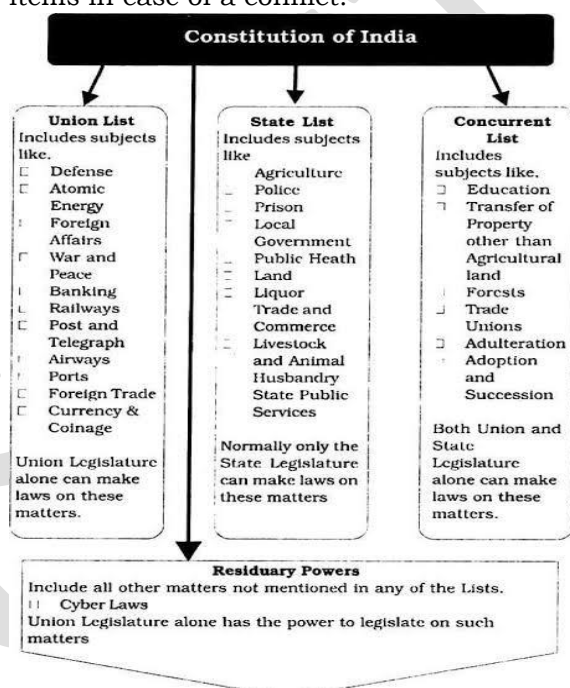 items in case of a conflict.
Constitution of India
Union List
Includes subjects
like.
Defense
Atomic
Energy
Foreign
Affairs
War and
Peace
Banking
Railways
Post and
Telegraph
Airways
Ports
Foreign Trade
Currency &
Coinage
Union Legislature
alone can make
laws on these
matters.
State List
Includes subjects
like
Agriculture
Police
Prison
Local
Government
Public Heath
Land
Liquor
Trade and
Commerce
Livestock
and Animal
Husbandry
State Public
Services
Normally only the
State Legislature
can make laws on
these matters
Concurrent
List
Includes
subjects like.
Education
Transfer of
Property
other than
Agricultural
land
Forests
Trade
Unions
Adulteration
Adoption
and
Succession
Both Union and
State
Legislature
alone can make
laws on these
matters.
Residuary Powers
Include all other matters not mentioned in any of the Lists.
Cyber Laws
Union Legislature alone has the power to legislate on such
matters